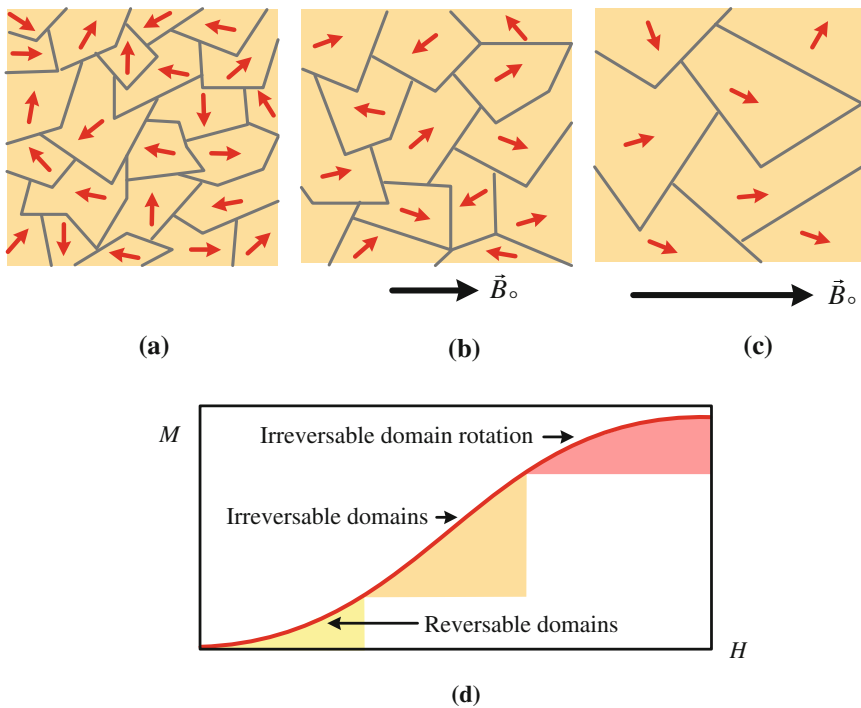 B⃗∘
B⃗∘
(a)
(b)
(c)
M
Irreversable domain rotation
Irreversable domains
Reversable domains
H
(d)